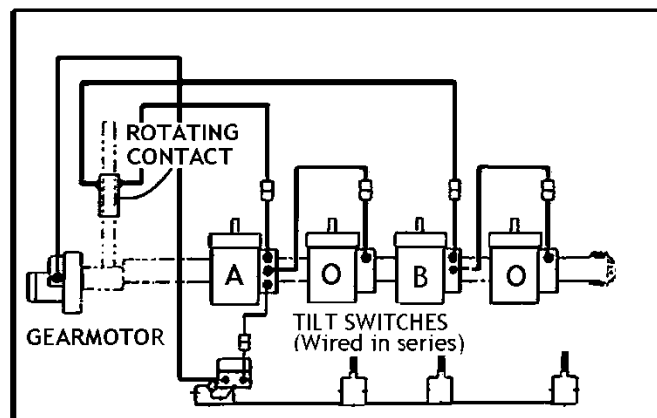 ROTATING
CONTACT
A
O
B
O
GEARMOTOR
TILT SWITCHES
(Wired in series)